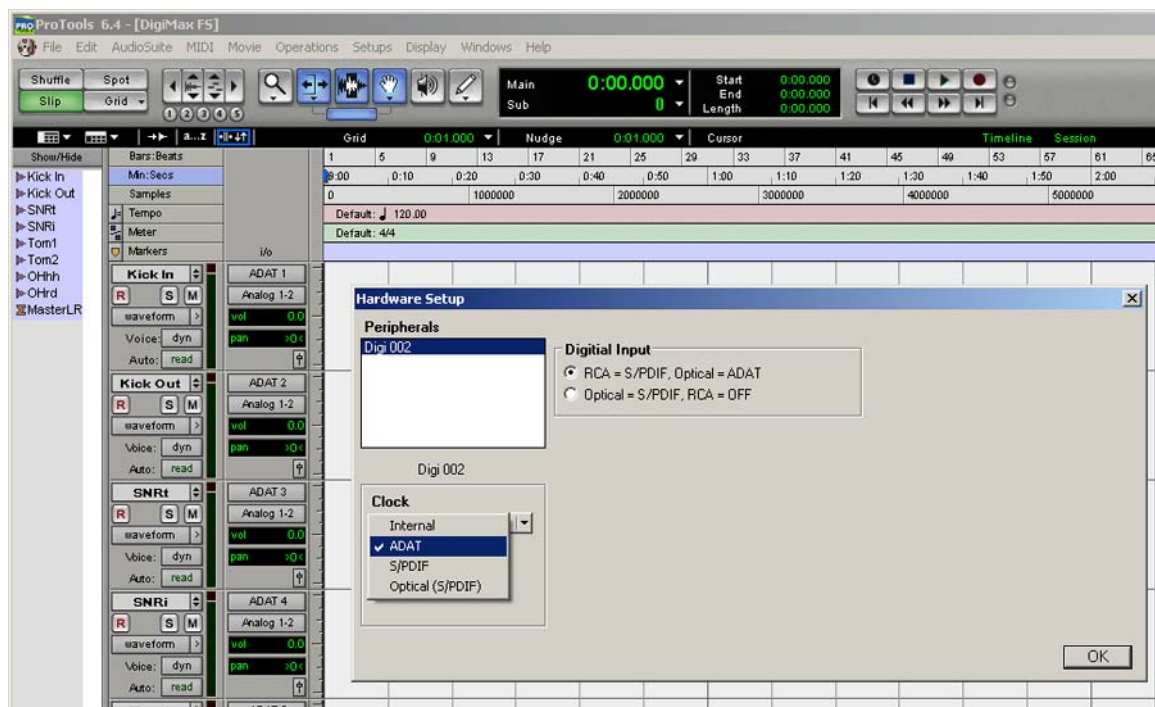 ProTools 6.4 - [DigiMax FS]
File Edit AudioSuite MIDI Movie Operations Setups Display Windows Help
Shuffle Spot
Slip Grid
1 2 3 4 5
Main 0:00.000
Sub 0
Start 0:00.000
End 0:00.000
Length 0:00.000
a...z
Grid 0:01.000 Nudge 0:01.000 Cursor Timeline Session
Show/Hide
Kick In
Kick Out
SNRt
SNRi
Tom1
Tom2
OHhh
OHrd
MasterLR
Bars:Beats 1 5 9 13 17 21 25 29 33 37 41 45 49 53 57 61
Min:Secs 0:00 0:10 0:20 0:30 0:40 0:50 1:00 1:10 1:20 1:30 1:40 1:50 2:00
Samples 0 1000000 2000000 3000000 4000000 5000000
Tempo Default: 120.00
Meter Default: 4/4
Markers i/o
Kick In ADAT 1
R S M Analog 1-2
waveform vol 0.0
Voice: dyn pan >0<
Auto: read
Kick Out ADAT 2
R S M Analog 1-2
waveform vol 0.0
Voice: dyn pan >0<
Auto: read
SNRt ADAT 3
R S M Analog 1-2
waveform vol 0.0
Voice: dyn pan >0<
Auto: read
SNRi ADAT 4
R S M Analog 1-2
waveform vol 0.0
Voice: dyn pan >0<
Auto: read
Hardware Setup
Peripherals
Digi 002
Digitial Input
RCA = S/PDIF, Optical = ADAT
Optical = S/PDIF, RCA = OFF
Digi 002
Clock
Internal
ADAT
S/PDIF
Optical (S/PDIF)
OK